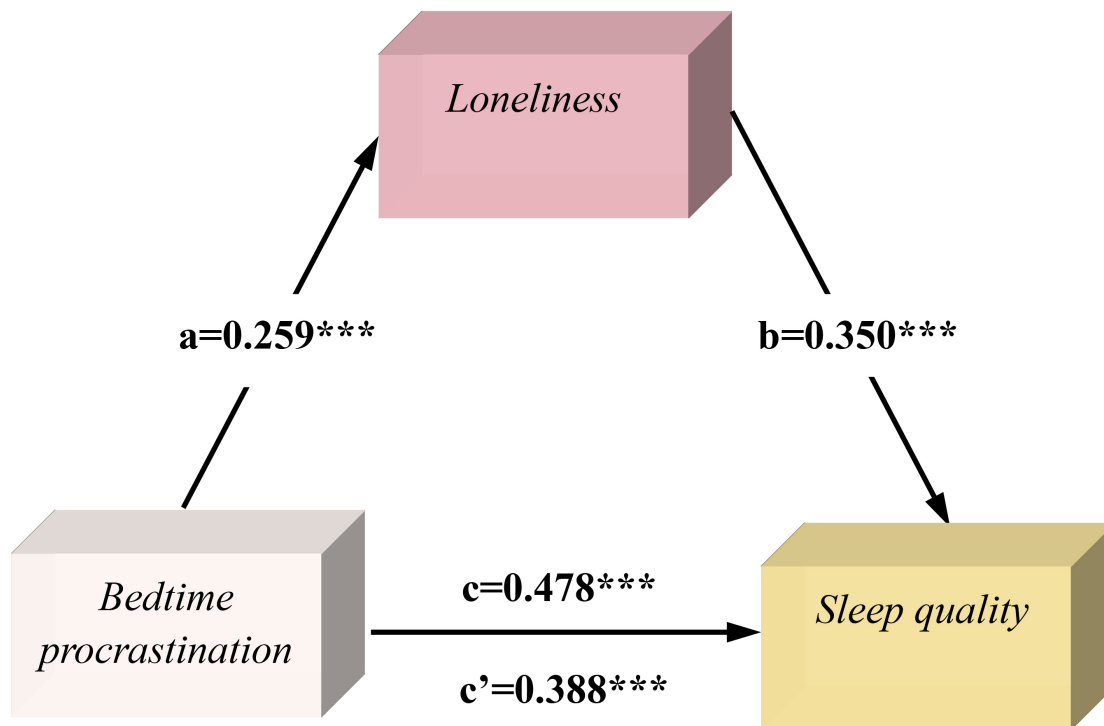 Loneliness
a=0.259***
b=0.350***
Bedtime
procrastination
c=0.478***
c’=0.388***
Sleep quality